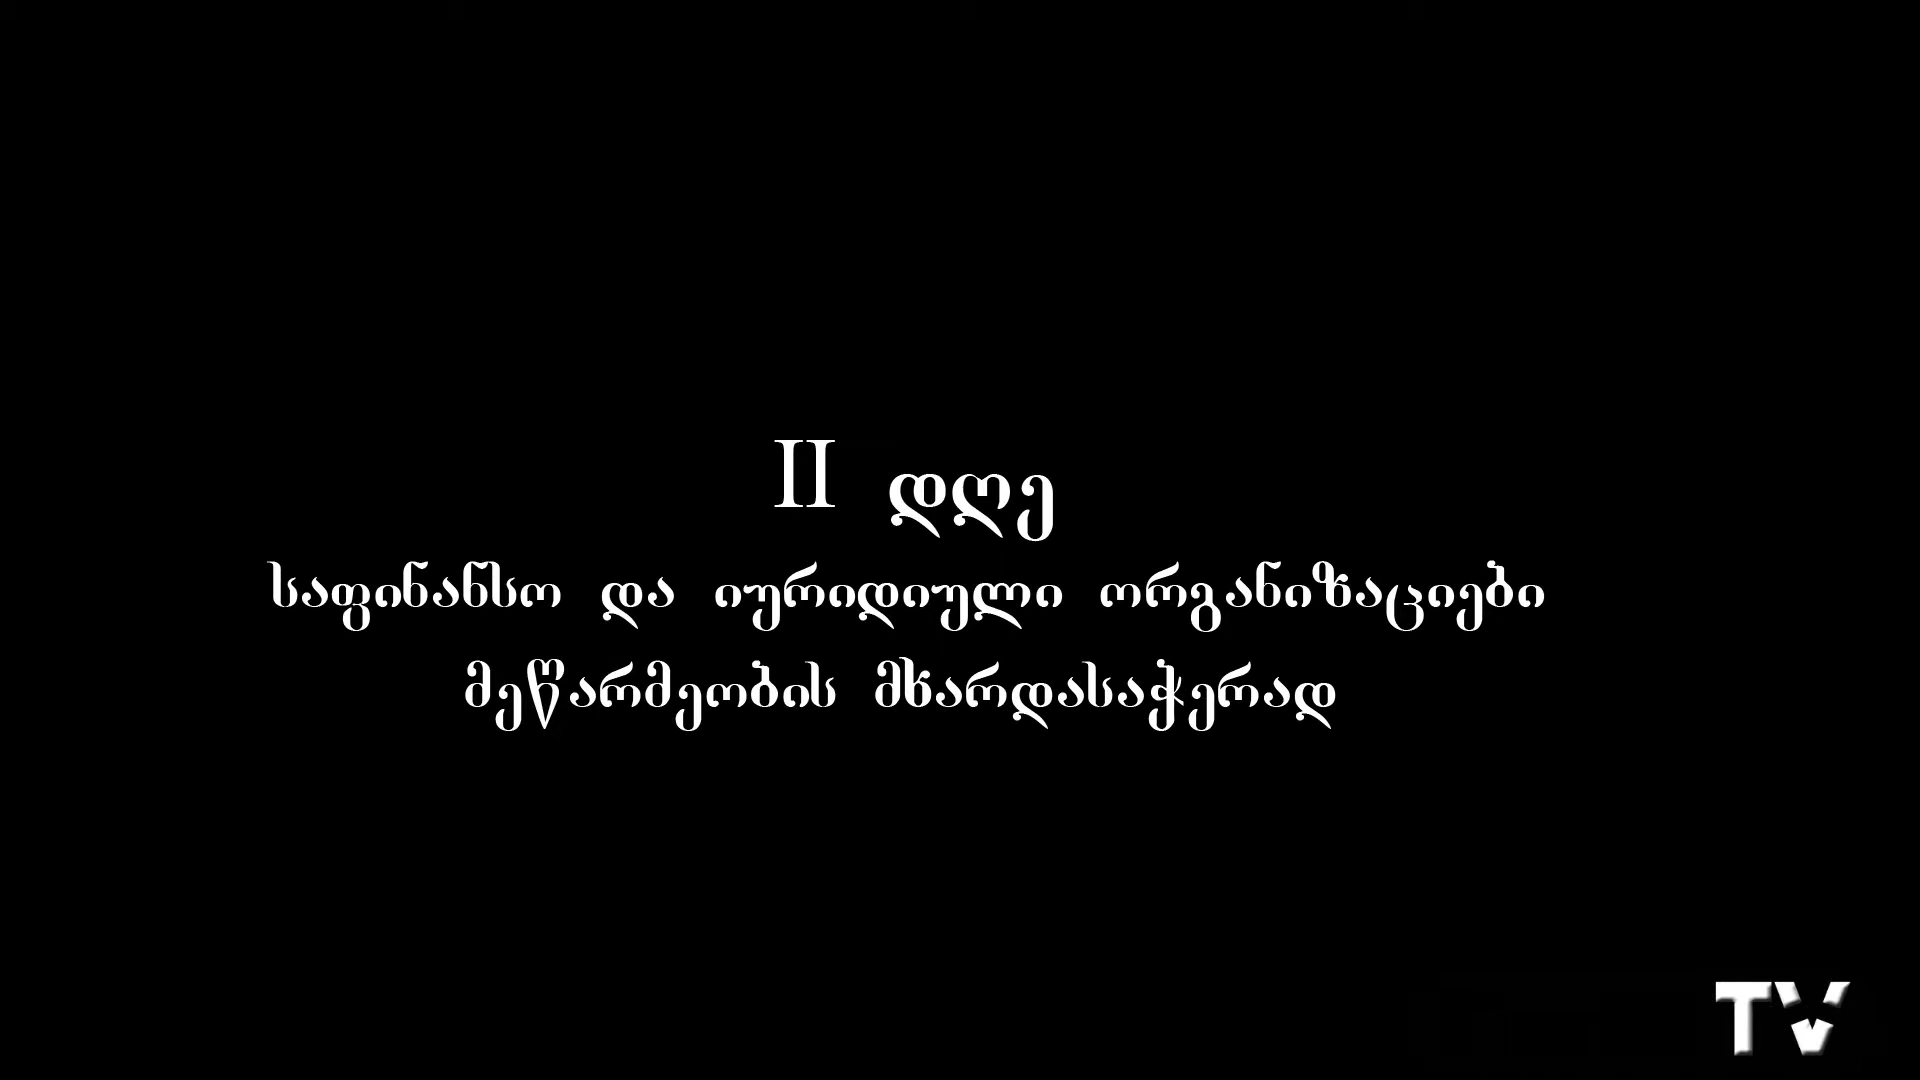 II დღე
საფინანსო და იურიდიული ორგანიზაციები
მეწარმეობის მხარდასაჭერად
TV